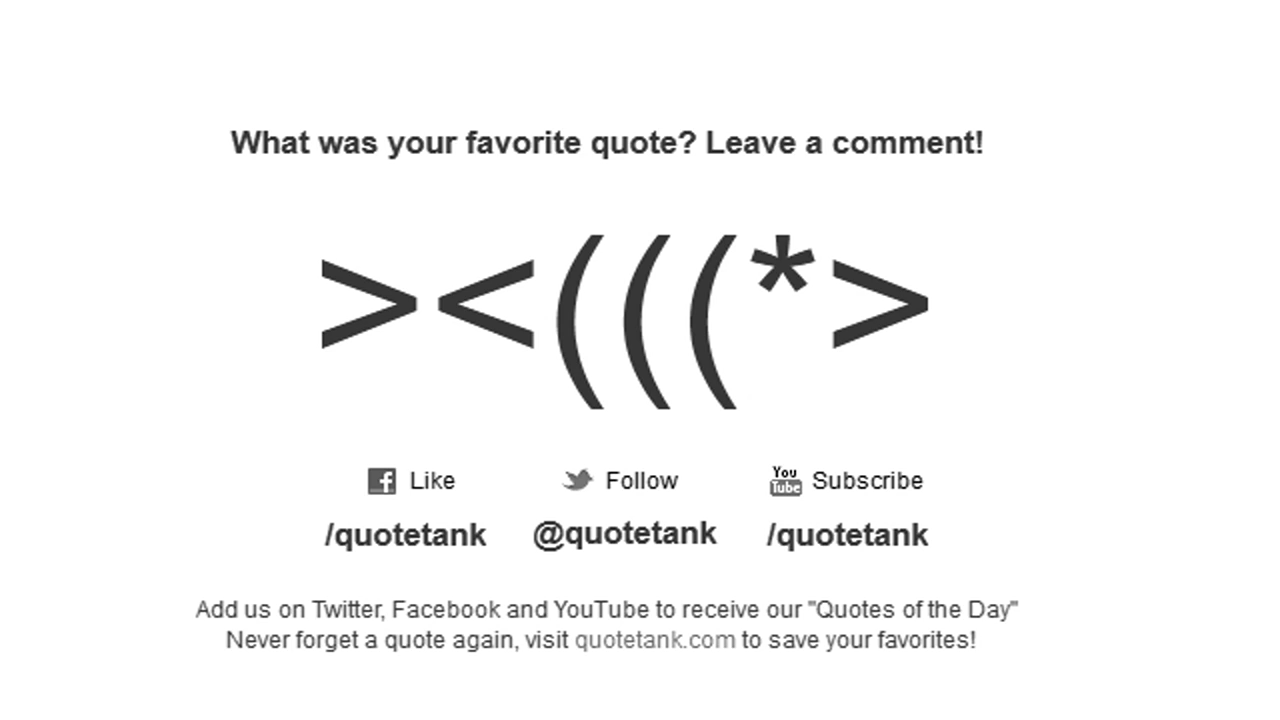 What was your favorite quote? Leave a comment!
><(((*>
f Like Follow You Tube Subscribe
/quotetank @quotetank /quotetank
Add us on Twitter, Facebook and YouTube to receive our "Quotes of the Day"
Never forget a quote again, visit quotetank.com to save your favorites!